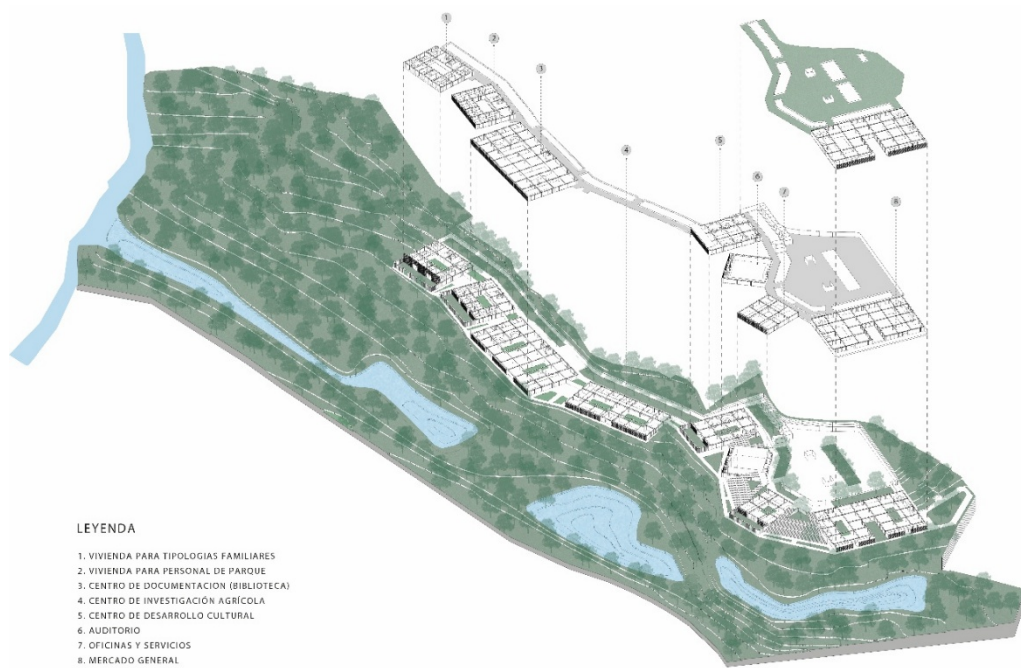 1
2
3
4
5
6
7
8
LEYENDA
1. VIVIENDA PARA TIPOLOGIAS FAMILIARES
2. VIVIENDA PARA PERSONAL DE PARQUE
3. CENTRO DE DOCUMENTACION (BIBLIOTECA)
4. CENTRO DE INVESTIGACIÓN AGRÍCOLA
5. CENTRO DE DESARROLLO CULTURAL
6. AUDITORIO
7. OFICINAS Y SERVICIOS
8. MERCADO GENERAL